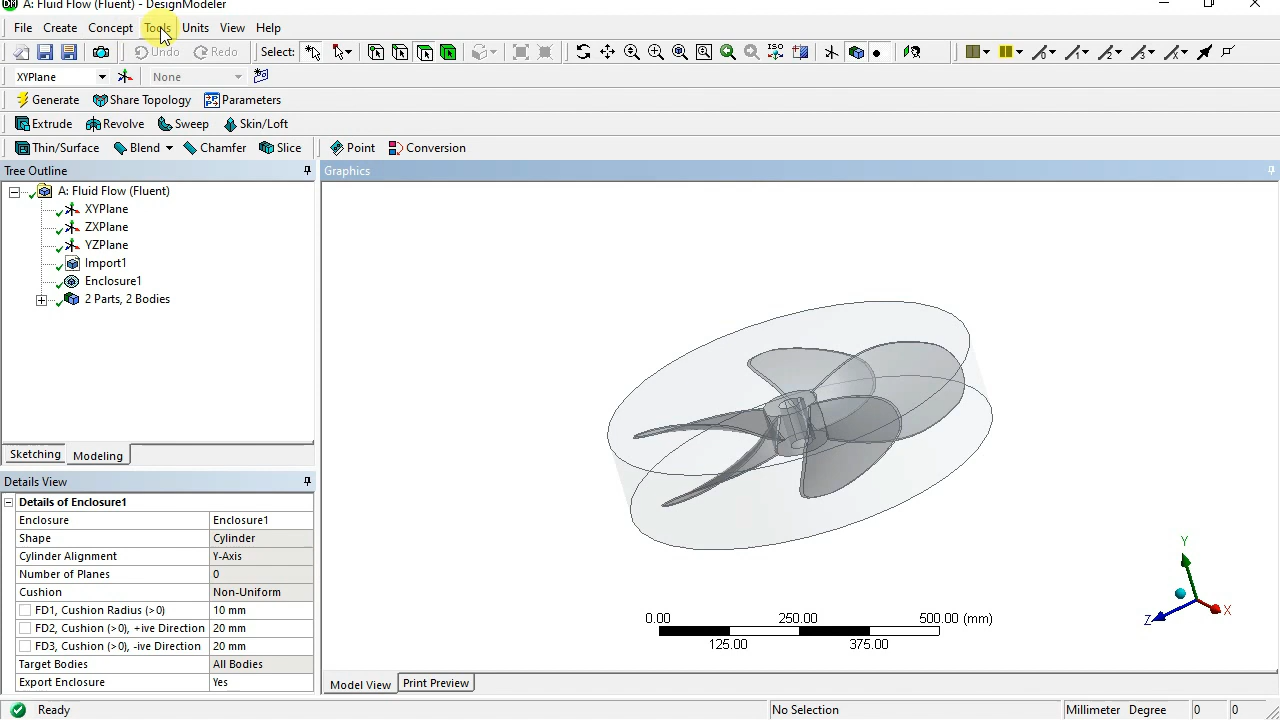 A: Fluid Flow (Fluent) - DesignModeler
File Create Concept Tools Units View Help
Undo Redo Select: ISO
XYPlane None
Generate Share Topology Parameters
Extrude Revolve Sweep Skin/Loft
Thin/Surface Blend Chamfer Slice Point Conversion
Tree Outline
A: Fluid Flow (Fluent)
XYPlane
ZXPlane
YZPlane
Import1
Enclosure1
2 Parts, 2 Bodies
Sketching Modeling
Details View
Details of Enclosure1
Enclosure Enclosure1
Shape Cylinder
Cylinder Alignment Y-Axis
Number of Planes 0
Cushion Non-Uniform
FD1, Cushion Radius (>0) 10 mm
FD2, Cushion (>0), +ive Direction 20 mm
FD3, Cushion (>0), -ive Direction 20 mm
Target Bodies All Bodies
Export Enclosure Yes
Graphics
Y
X
Z
0.00 250.00 500.00 (mm)
125.00 375.00
Model View Print Preview
Ready No Selection Millimeter Degree 0 0